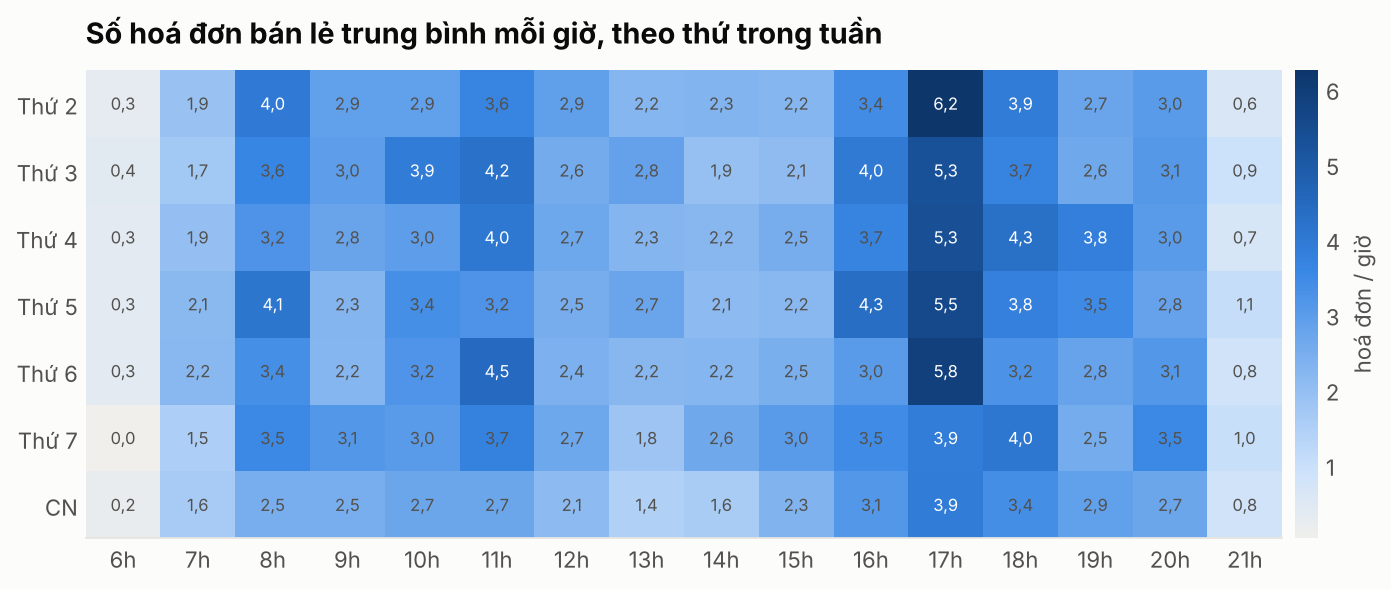 Số hoá đơn bán lẻ trung bình mỗi giờ, theo thứ trong tuần
Thứ 2 0,3 1,9 4,0 2,9 2,9 3,6 2,9 2,2 2,3 2,2 3,4 6,2 3,9 2,7 3,0 0,6
Thứ 3 0,4 1,7 3,6 3,0 3,9 4,2 2,6 2,8 1,9 2,1 4,0 5,3 3,7 2,6 3,1 0,9
Thứ 4 0,3 1,9 3,2 2,8 3,0 4,0 2,7 2,3 2,2 2,5 3,7 5,3 4,3 3,8 3,0 0,7
Thứ 5 0,3 2,1 4,1 2,3 3,4 3,2 2,5 2,7 2,1 2,2 4,3 5,5 3,8 3,5 2,8 1,1
Thứ 6 0,3 2,2 3,4 2,2 3,2 4,5 2,4 2,2 2,2 2,5 3,0 5,8 3,2 2,8 3,1 0,8
Thứ 7 0,0 1,5 3,5 3,1 3,0 3,7 2,7 1,8 2,6 3,0 3,5 3,9 4,0 2,5 3,5 1,0
CN 0,2 1,6 2,5 2,5 2,7 2,7 2,1 1,4 1,6 2,3 3,1 3,9 3,4 2,9 2,7 0,8
6h 7h 8h 9h 10h 11h 12h 13h 14h 15h 16h 17h 18h 19h 20h 21h
6
5
4
3
2
1
hoá đơn / giờ